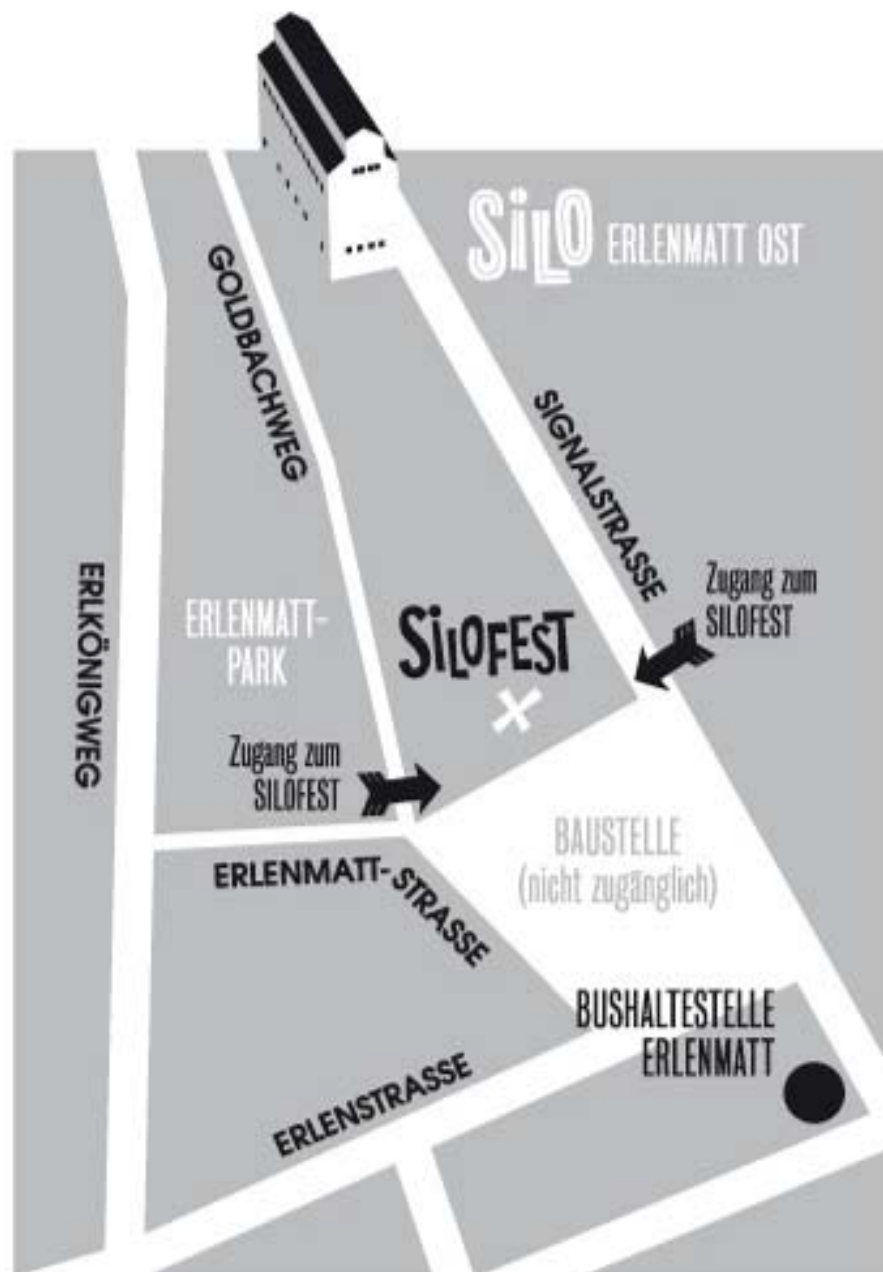 SiLO ERLENMATT OST
GOLDBACHWEG
SIGNALSTRASSE
ERLKÖNIGWEG
ERLENMATT-
PARK
SiLOFEST
Zugang zum
SILOFEST
Zugang zum
SILOFEST
BAUSTELLE
(nicht zugänglich)
ERLENMATT-STRASSE
BUSHALTESTELLE
ERLENMATT
ERLENSTRASSE